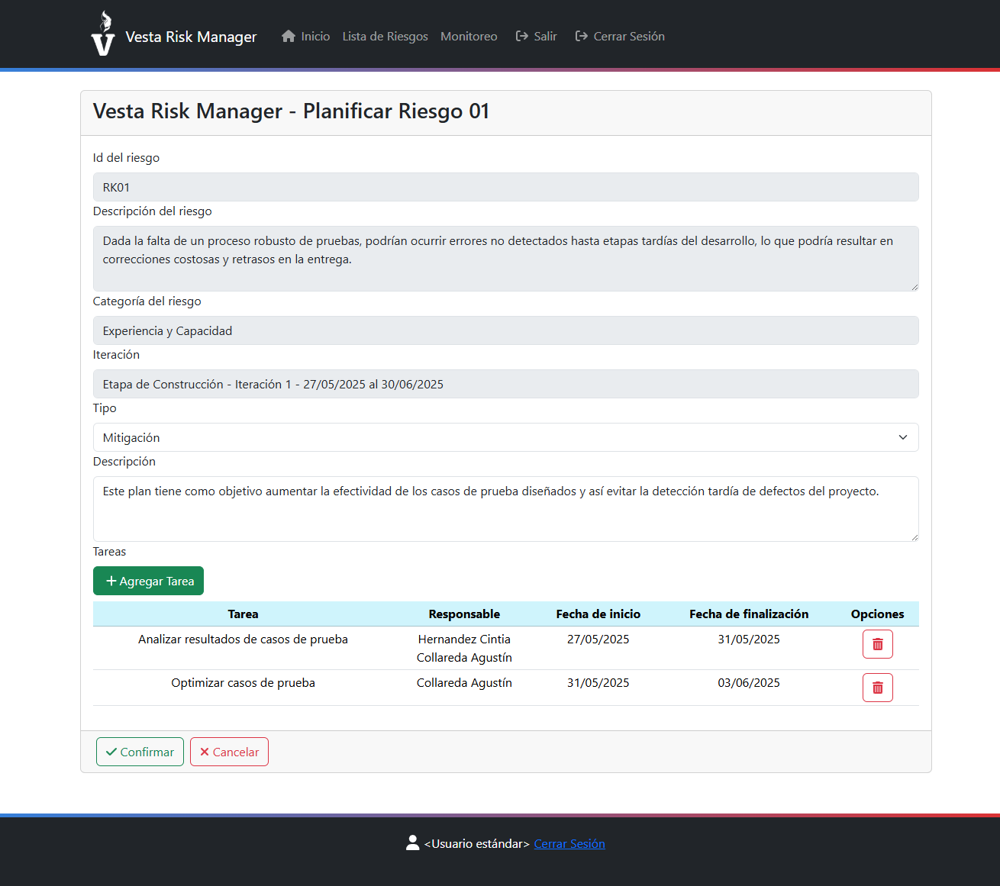 Vesta Risk Manager Inicio Lista de Riesgos Monitoreo Salir Cerrar Sesión
Vesta Risk Manager - Planificar Riesgo 01
Id del riesgo
RK01
Descripción del riesgo
Dada la falta de un proceso robusto de pruebas, podrían ocurrir errores no detectados hasta etapas tardías del desarrollo, lo que podría resultar en
correcciones costosas y retrasos en la entrega.
Categoría del riesgo
Experiencia y Capacidad
Iteración
Etapa de Construcción - Iteración 1 - 27/05/2025 al 30/06/2025
Tipo
Mitigación
Descripción
Este plan tiene como objetivo aumentar la efectividad de los casos de prueba diseñados y así evitar la detección tardía de defectos del proyecto.
Tareas
Agregar Tarea
Tarea Responsable Fecha de inicio Fecha de finalización Opciones
Analizar resultados de casos de prueba Hernandez Cintia 27/05/2025 31/05/2025
Collareda Agustín
Optimizar casos de prueba Collareda Agustín 31/05/2025 03/06/2025
Confirmar Cancelar
<Usuario estándar> Cerrar Sesión